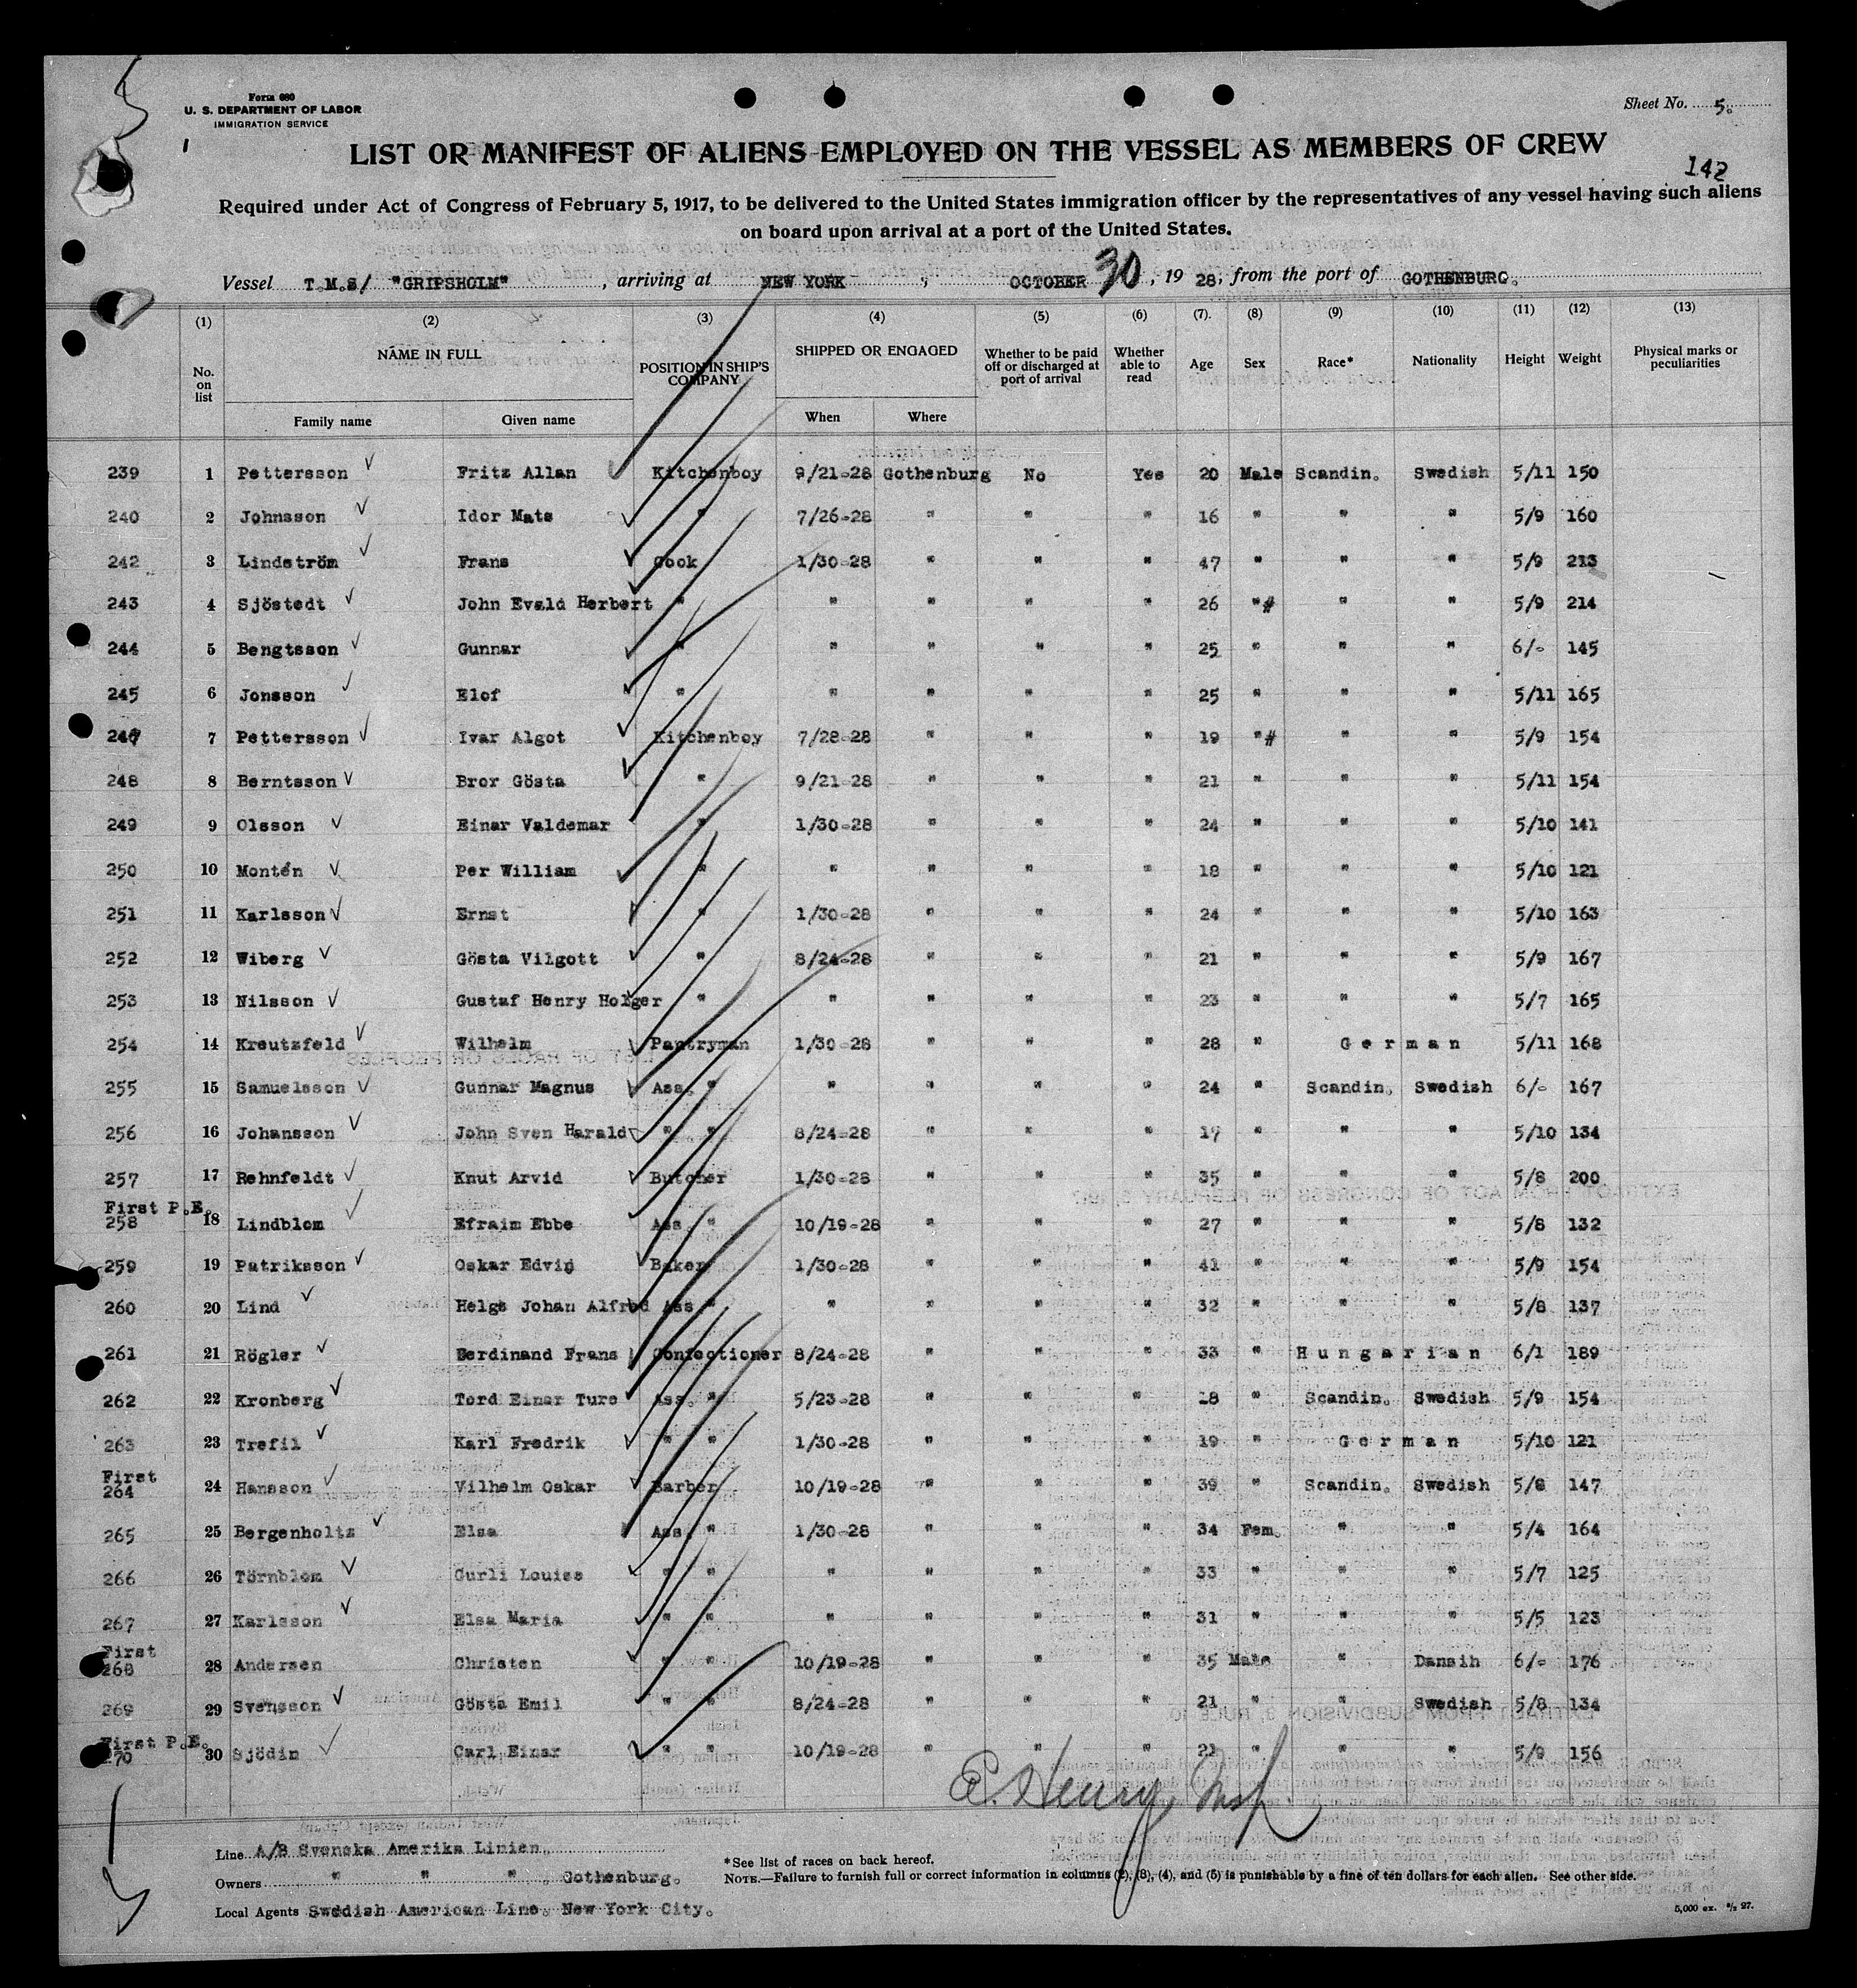 Form 680
U. S. DEPARTMENT OF LABOR
IMMIGRATION SERVICE
Sheet No. 5.
LIST OR MANIFEST OF ALIENS EMPLOYED ON THE VESSEL AS MEMBERS OF CREW
142
Required under Act of Congress of February 5, 1917, to be delivered to the United States immigration officer by the representatives of any vessel having such aliens
on board upon arrival at a port of the United States.
Vessel T.M.S/ "GRIPSHOLM", arriving at NEW YORK, OCTOBER 30, 1928, from the port of GOTHENBURG.
(1) (2) (3) (4) (5) (6) (7). (8) (9) (10) (11) (12) (13)
No. on list NAME IN FULL POSITION IN SHIP'S COMPANY SHIPPED OR ENGAGED Whether to be paid off or discharged at port of arrival Whether able to read Age Sex Race* Nationality Height Weight Physical marks or peculiarities
Family name Given name When Where
239 1 Pettersson Fritz Allan Kitchenboy 9/21-28 Gothenburg No Yes 20 Male Scandin. Swedish 5/11 150
240 2 Johnsson Idor Mats " 7/26-28 " " " 16 " " " 5/9 160
242 3 Lindström Frans Cook 1/30-28 " " " 47 " " " 5/9 213
243 4 Sjöstedt John Evald Herbert " " " " " 26 "# " " 5/9 214
244 5 Bengtsson Gunnar " " " " " 25 " " " 6/- 145
245 6 Jonsson Elof " " " " " 25 " " " 5/11 165
247 7 Pettersson Ivar Algot Kitchenboy 7/28-28 " " " 19 "# " " 5/9 154
248 8 Berntsson Bror Gösta " 9/21-28 " " " 21 " " " 5/11 154
249 9 Olsson Einar Valdemar " 1/30-28 " " " 24 " " " 5/10 141
250 10 Montén Per William " " " " " 18 " " " 5/10 121
251 11 Karlsson Ernst " 1/30-28 " " " 24 " " " 5/10 163
252 12 Wiberg Gösta Vilgott " 8/24-28 " " " 21 " " " 5/9 167
253 13 Nilsson Gustaf Henry Holger " " " " " 23 " " " 5/7 165
254 14 Kreutzfeld Wilhelm Pantryman 1/30-28 " " " 28 " German 5/11 168
255 15 Samuelsson Gunnar Magnus Ass. " " " " " 24 " Scandin. Swedish 6/- 167
256 16 Johansson John Sven Harald " " 8/24-28 " " " 17 " " " 5/10 134
257 17 Rehnfeldt Knut Arvid Butcher 1/30-28 " " " 35 " " " 5/8 200
First P.E.
258 18 Lindblom Efraim Ebbe Ass. " 10/19-28 " " " 27 " " " 5/8 132
259 19 Patriksson Oskar Edvin Baker 1/30-28 " " " 41 " " " 5/9 154
260 20 Lind Helge Johan Alfred Ass. " " " " " 32 " " " 5/8 137
261 21 Rögler Ferdinand Frans Confectioner 8/24-28 " " " 33 " Hungarian 6/1 189
262 22 Kronberg Tord Einar Ture Ass. " 5/23-28 " " " 18 " Scandin. Swedish 5/9 154
263 23 Trefil Karl Fredrik " " 1/30-28 " " " 19 " German 5/10 121
First
264 24 Hansson Vilhelm Oskar Barber 10/19-28 " " " 39 " Scandin. Swedish 5/8 147
265 25 Bergenholtz Elsa Ass. " 1/30-28 " " " 34 Fem. " " 5/4 164
266 26 Törnblom Gurli Louise " " " " " " 33 " " " 5/7 125
267 27 Karlsson Elsa Maria " " " " " " 31 " " " 5/5 123
First
268 28 Andersen Christen " " 10/19-28 " " " 35 Male " Dansih 6/- 176
269 29 Svensson Gösta Emil " " 8/24-28 " " " 21 " " Swedish 5/8 134
First P.E.
270 30 Sjödin Carl Einar " " 10/19-28 " " " 21 " " " 5/9 156
Line A/B Svenska Amerika Linien.
Owners " " " , Gothenburg.
Local Agents Swedish American Line. New York City.
*See list of races on back hereof.
NOTE.—Failure to furnish full or correct information in columns (2), (3), (4), and (5) is punishable by a fine of ten dollars for each alien. See other side.